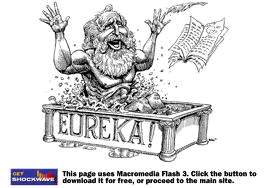 EUREKA!
GET
SHOCKWAVE
This page uses Macromedia Flash 3. Click the button to
download it for free, or proceed to the main site.